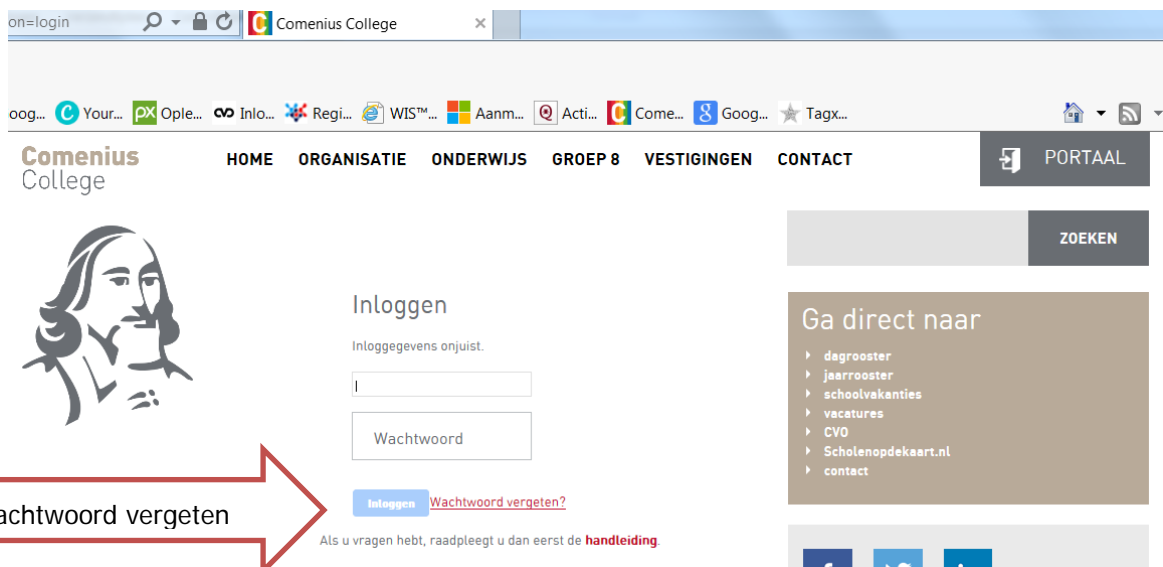 on=login Comenius College
oog... Your... Ople... Inlo... Regi... WIS™... Aanm... Acti... Come... Goog... Tagx...
Comenius
College
HOME ORGANISATIE ONDERWIJS GROEP 8 VESTIGINGEN CONTACT
PORTAAL
ZOEKEN
Inloggen
Inloggegevens onjuist.
Wachtwoord
Inloggen Wachtwoord vergeten?
Als u vragen hebt, raadpleegt u dan eerst de handleiding.
achtwoord vergeten
Ga direct naar
dagrooster
jaarrooster
schoolvakanties
vacatures
CVO
Scholenopdekaart.nl
contact